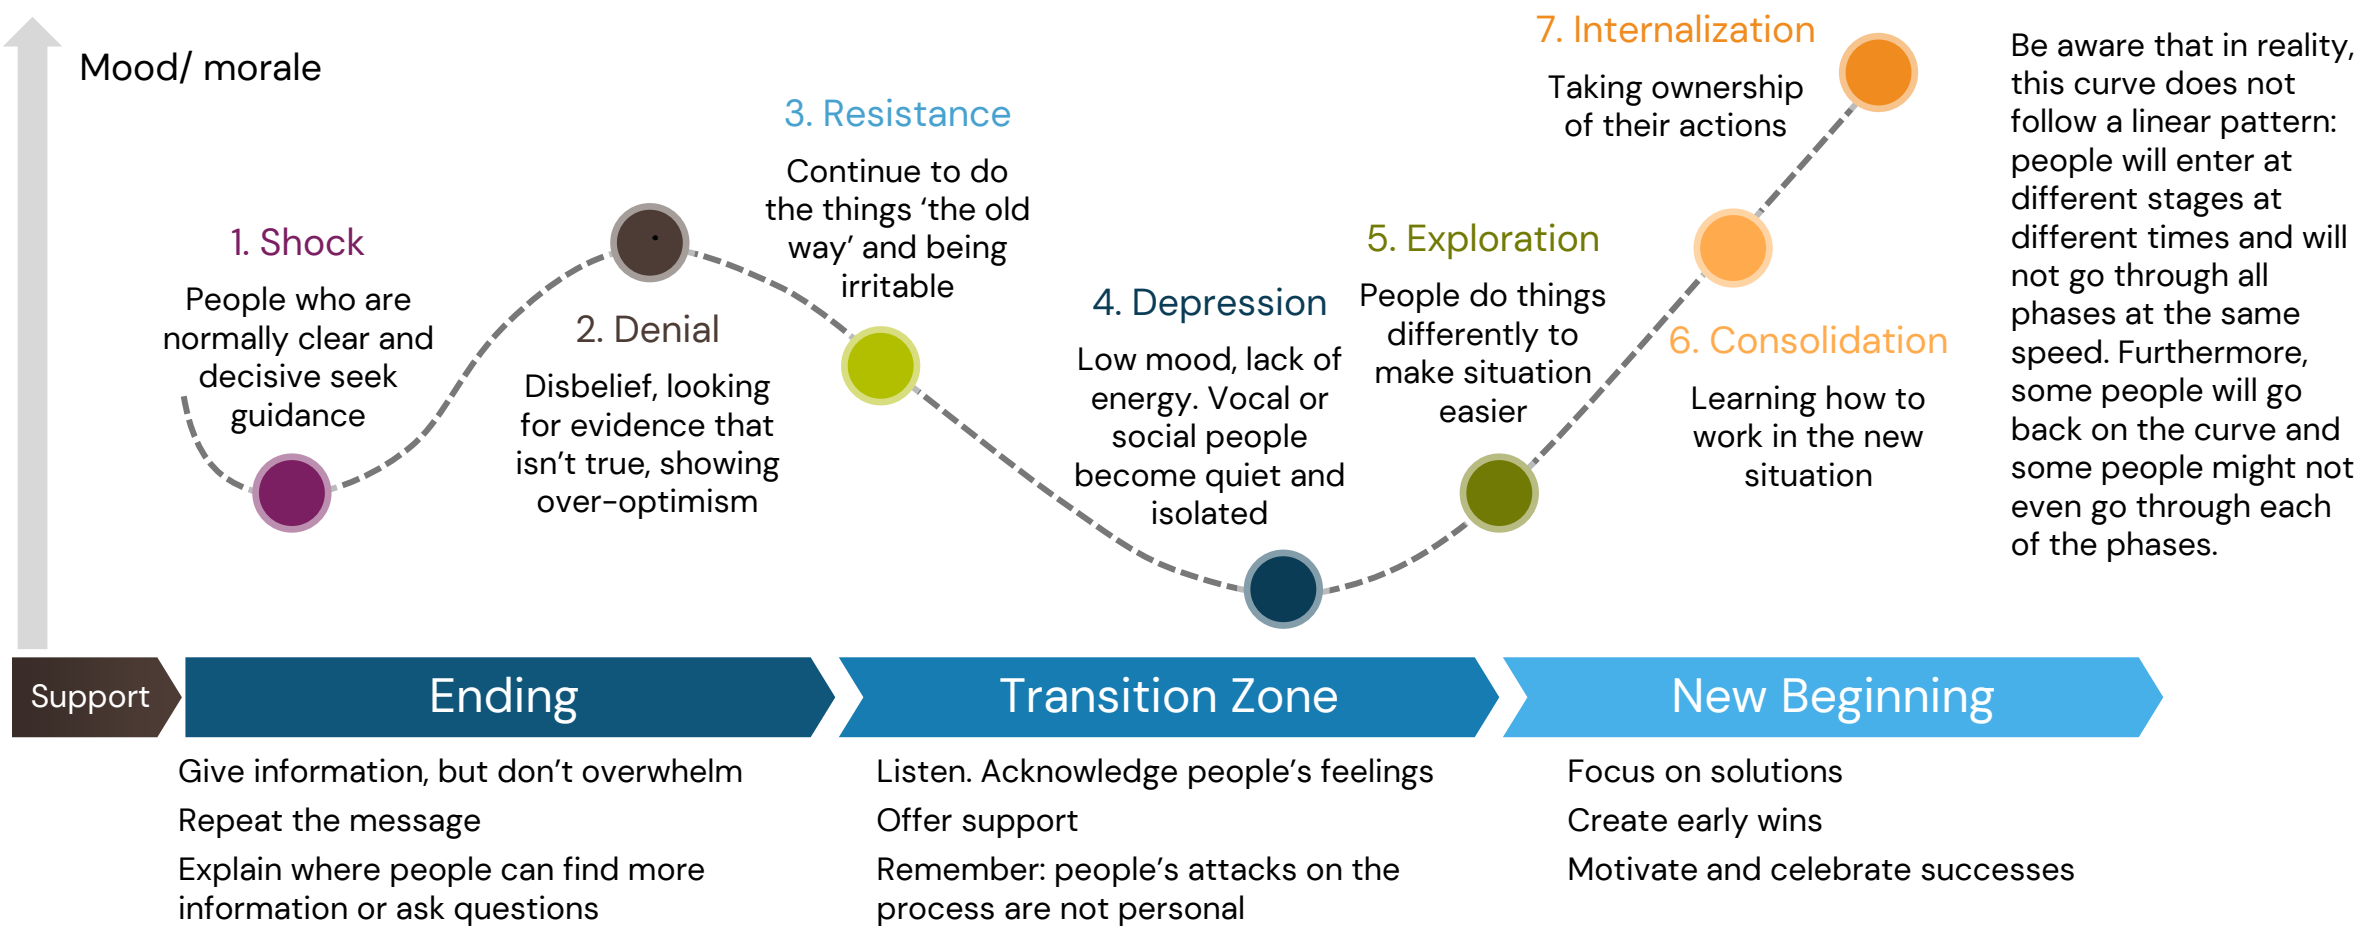 Mood/ morale
1. Shock
People who are
normally clear and
decisive seek
guidance
2. Denial
Disbelief, looking
for evidence that
isn’t true, showing
over-optimism
3. Resistance
Continue to do
the things ‘the old
way’ and being
irritable
4. Depression
Low mood, lack of
energy. Vocal or
social people
become quiet and
isolated
5. Exploration
People do things
differently to
make situation
easier
6. Consolidation
Learning how to
work in the new
situation
7. Internalization
Taking ownership
of their actions
Be aware that in reality,
this curve does not
follow a linear pattern:
people will enter at
different stages at
different times and will
not go through all
phases at the same
speed. Furthermore,
some people will go
back on the curve and
some people might not
even go through each
of the phases.
Support
Ending
Give information, but don’t overwhelm
Repeat the message
Explain where people can find more
information or ask questions
Transition Zone
Listen. Acknowledge people’s feelings
Offer support
Remember: people’s attacks on the
process are not personal
New Beginning
Focus on solutions
Create early wins
Motivate and celebrate successes